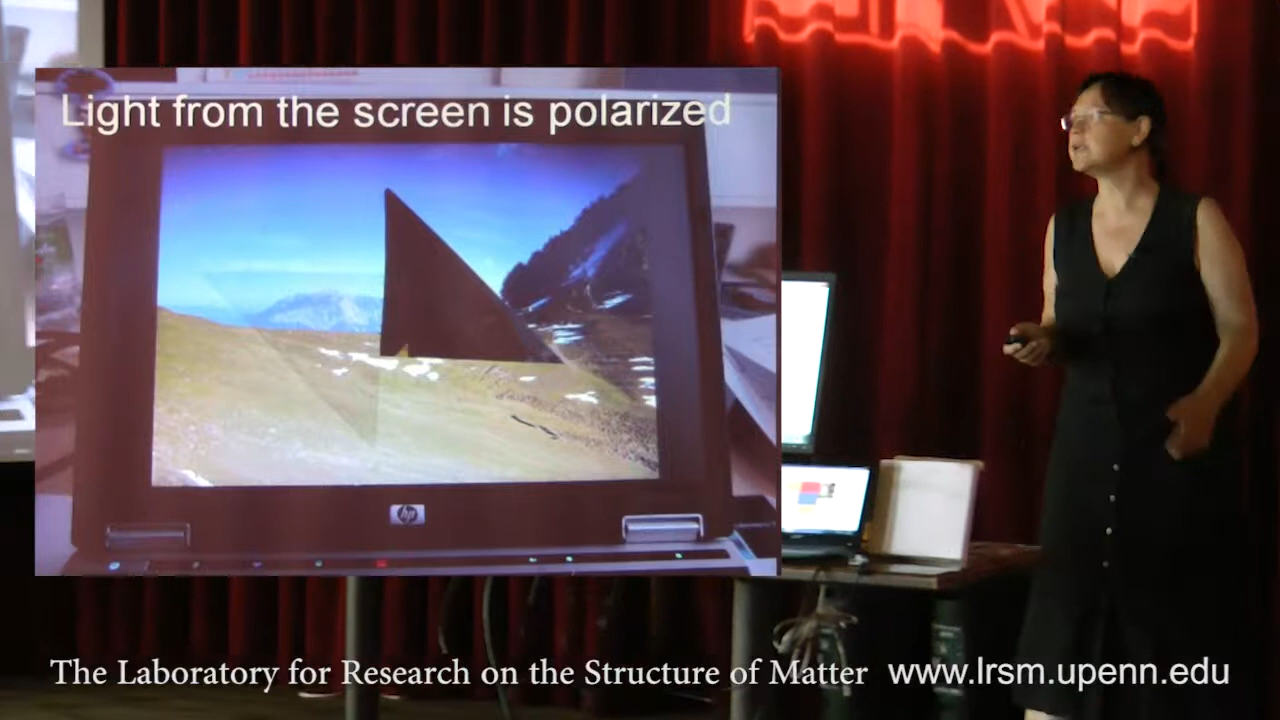 Light from the screen is polarized
hp
The Laboratory for Research on the Structure of Matter www.lrsm.upenn.edu